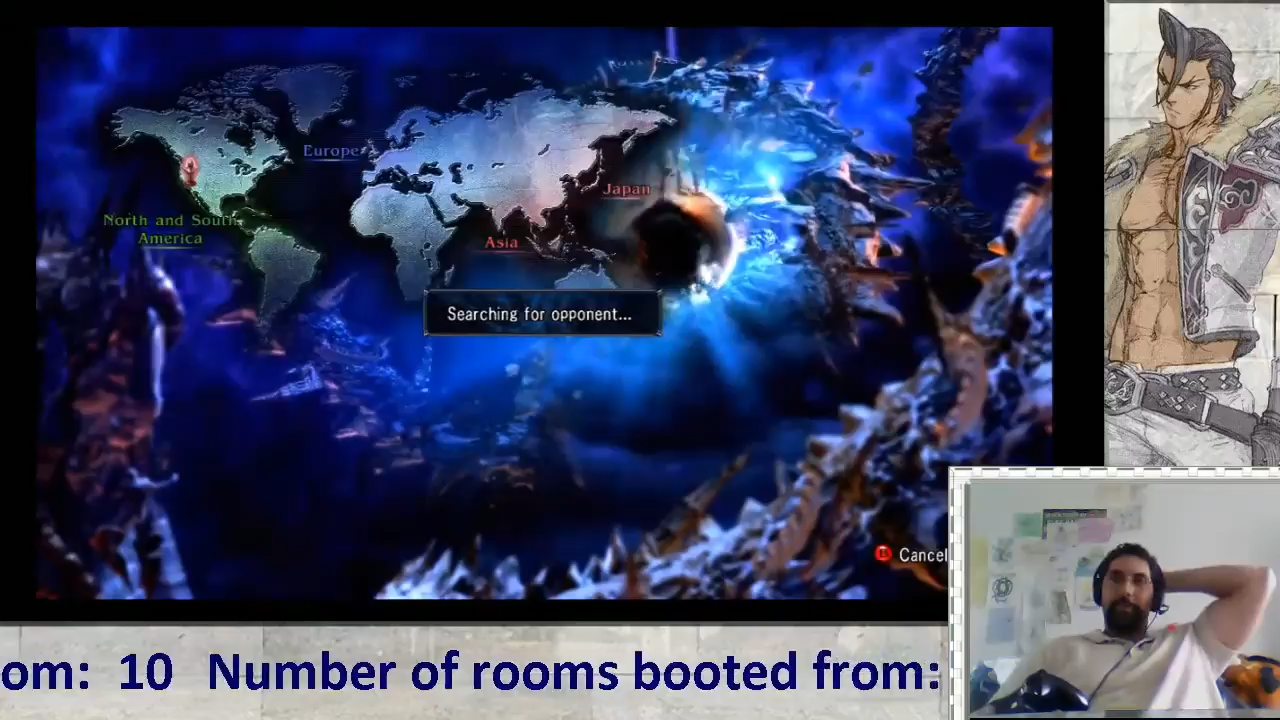 Europe
Japan
North and South
America
Asia
Searching for opponent...
Cancel
om: 10 Number of rooms booted from: